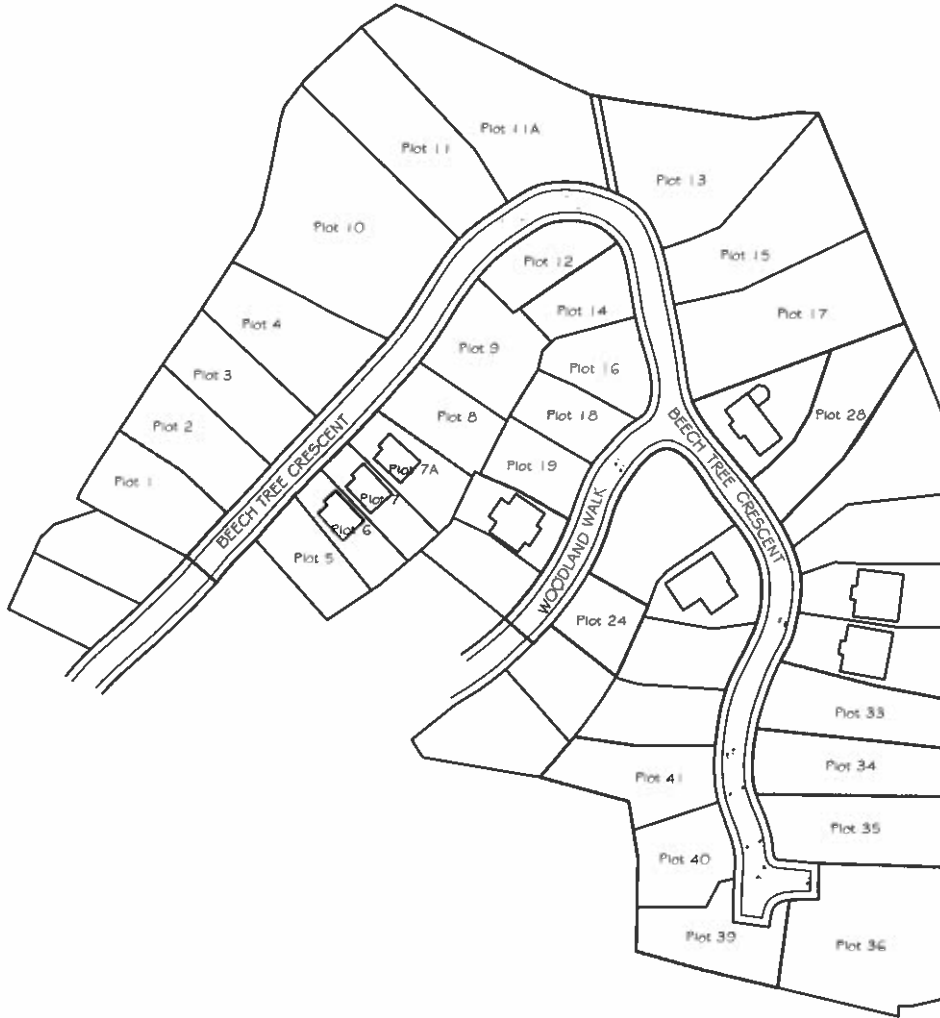 Plot 11A
Plot 11
Plot 13
Plot 10
Plot 12
Plot 15
Plot 14
Plot 17
Plot 4
Plot 9
Plot 3
Plot 16
Plot 2
Plot 8
Plot 18
Plot 28
Plot 1
Plot 7A
Plot 19
Plot 7
Plot 6
Plot 5
BEECH TREE CRESCENT
BEECH TREE CRESCENT
WOODLAND WALK
Plot 24
Plot 33
Plot 34
Plot 41
Plot 35
Plot 40
Plot 39
Plot 36